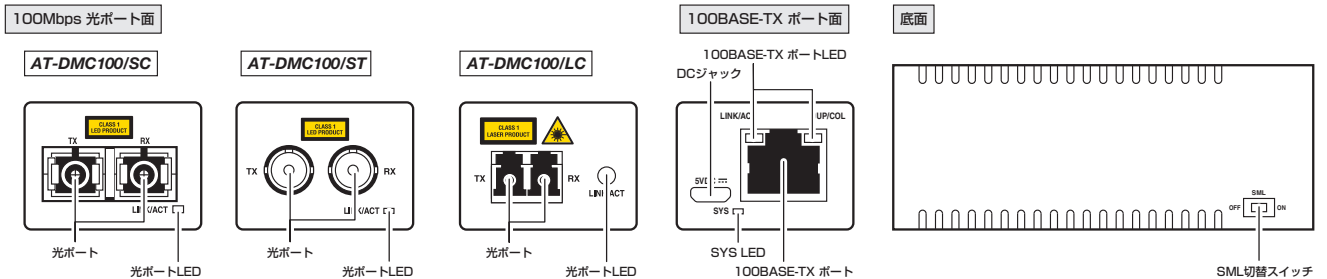 100Mbps 光ポート面
AT-DMC100/SC
CLASS 1
LED PRODUCT
TX
RX
LINK/ACT
光ポート
光ポートLED
AT-DMC100/ST
CLASS 1
LED PRODUCT
TX
RX
LINK/ACT
光ポート
光ポートLED
AT-DMC100/LC
CLASS 1
LASER PRODUCT
TX
RX
LINK/ACT
光ポート
光ポートLED
100BASE-TX ポート面
100BASE-TX ポートLED
DCジャック
LINK/AC
UP/COL
5VDC
SYS
SYS LED
100BASE-TX ポート
底面
SML
OFF
ON
SML切替スイッチ